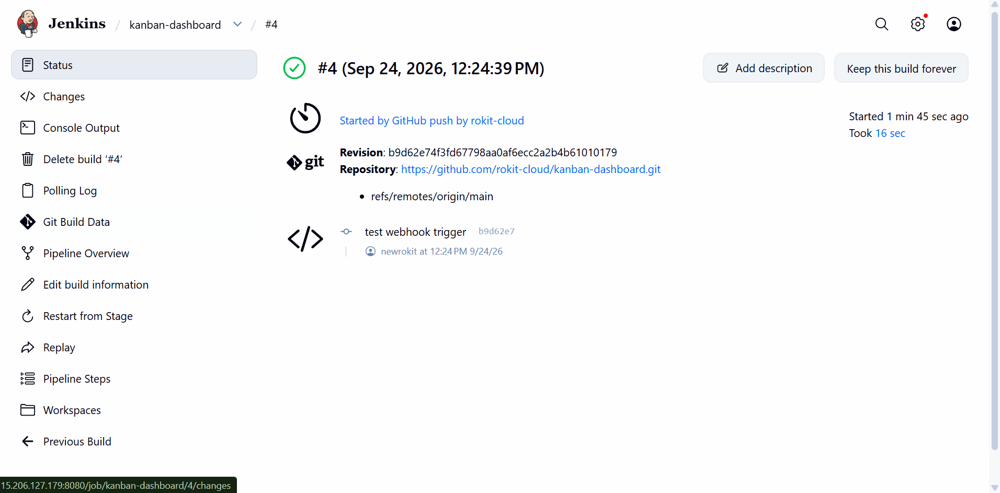 Jenkins / kanban-dashboard / #4
Status
Changes
Console Output
Delete build ‘#4’
Polling Log
Git Build Data
Pipeline Overview
Edit build information
Restart from Stage
Replay
Pipeline Steps
Workspaces
Previous Build
#4 (Sep 24, 2026, 12:24:39 PM)
Add description
Keep this build forever
Started by GitHub push by rokit-cloud
Started 1 min 45 sec ago
Took 16 sec
git
Revision: b9d62e74f3fd67798aa0af6ecc2a2b4b61010179
Repository: https://github.com/rokit-cloud/kanban-dashboard.git
• refs/remotes/origin/main
test webhook trigger b9d62e7
newrokit at 12:24 PM 9/24/26
15.206.127.179:8080/job/kanban-dashboard/4/changes